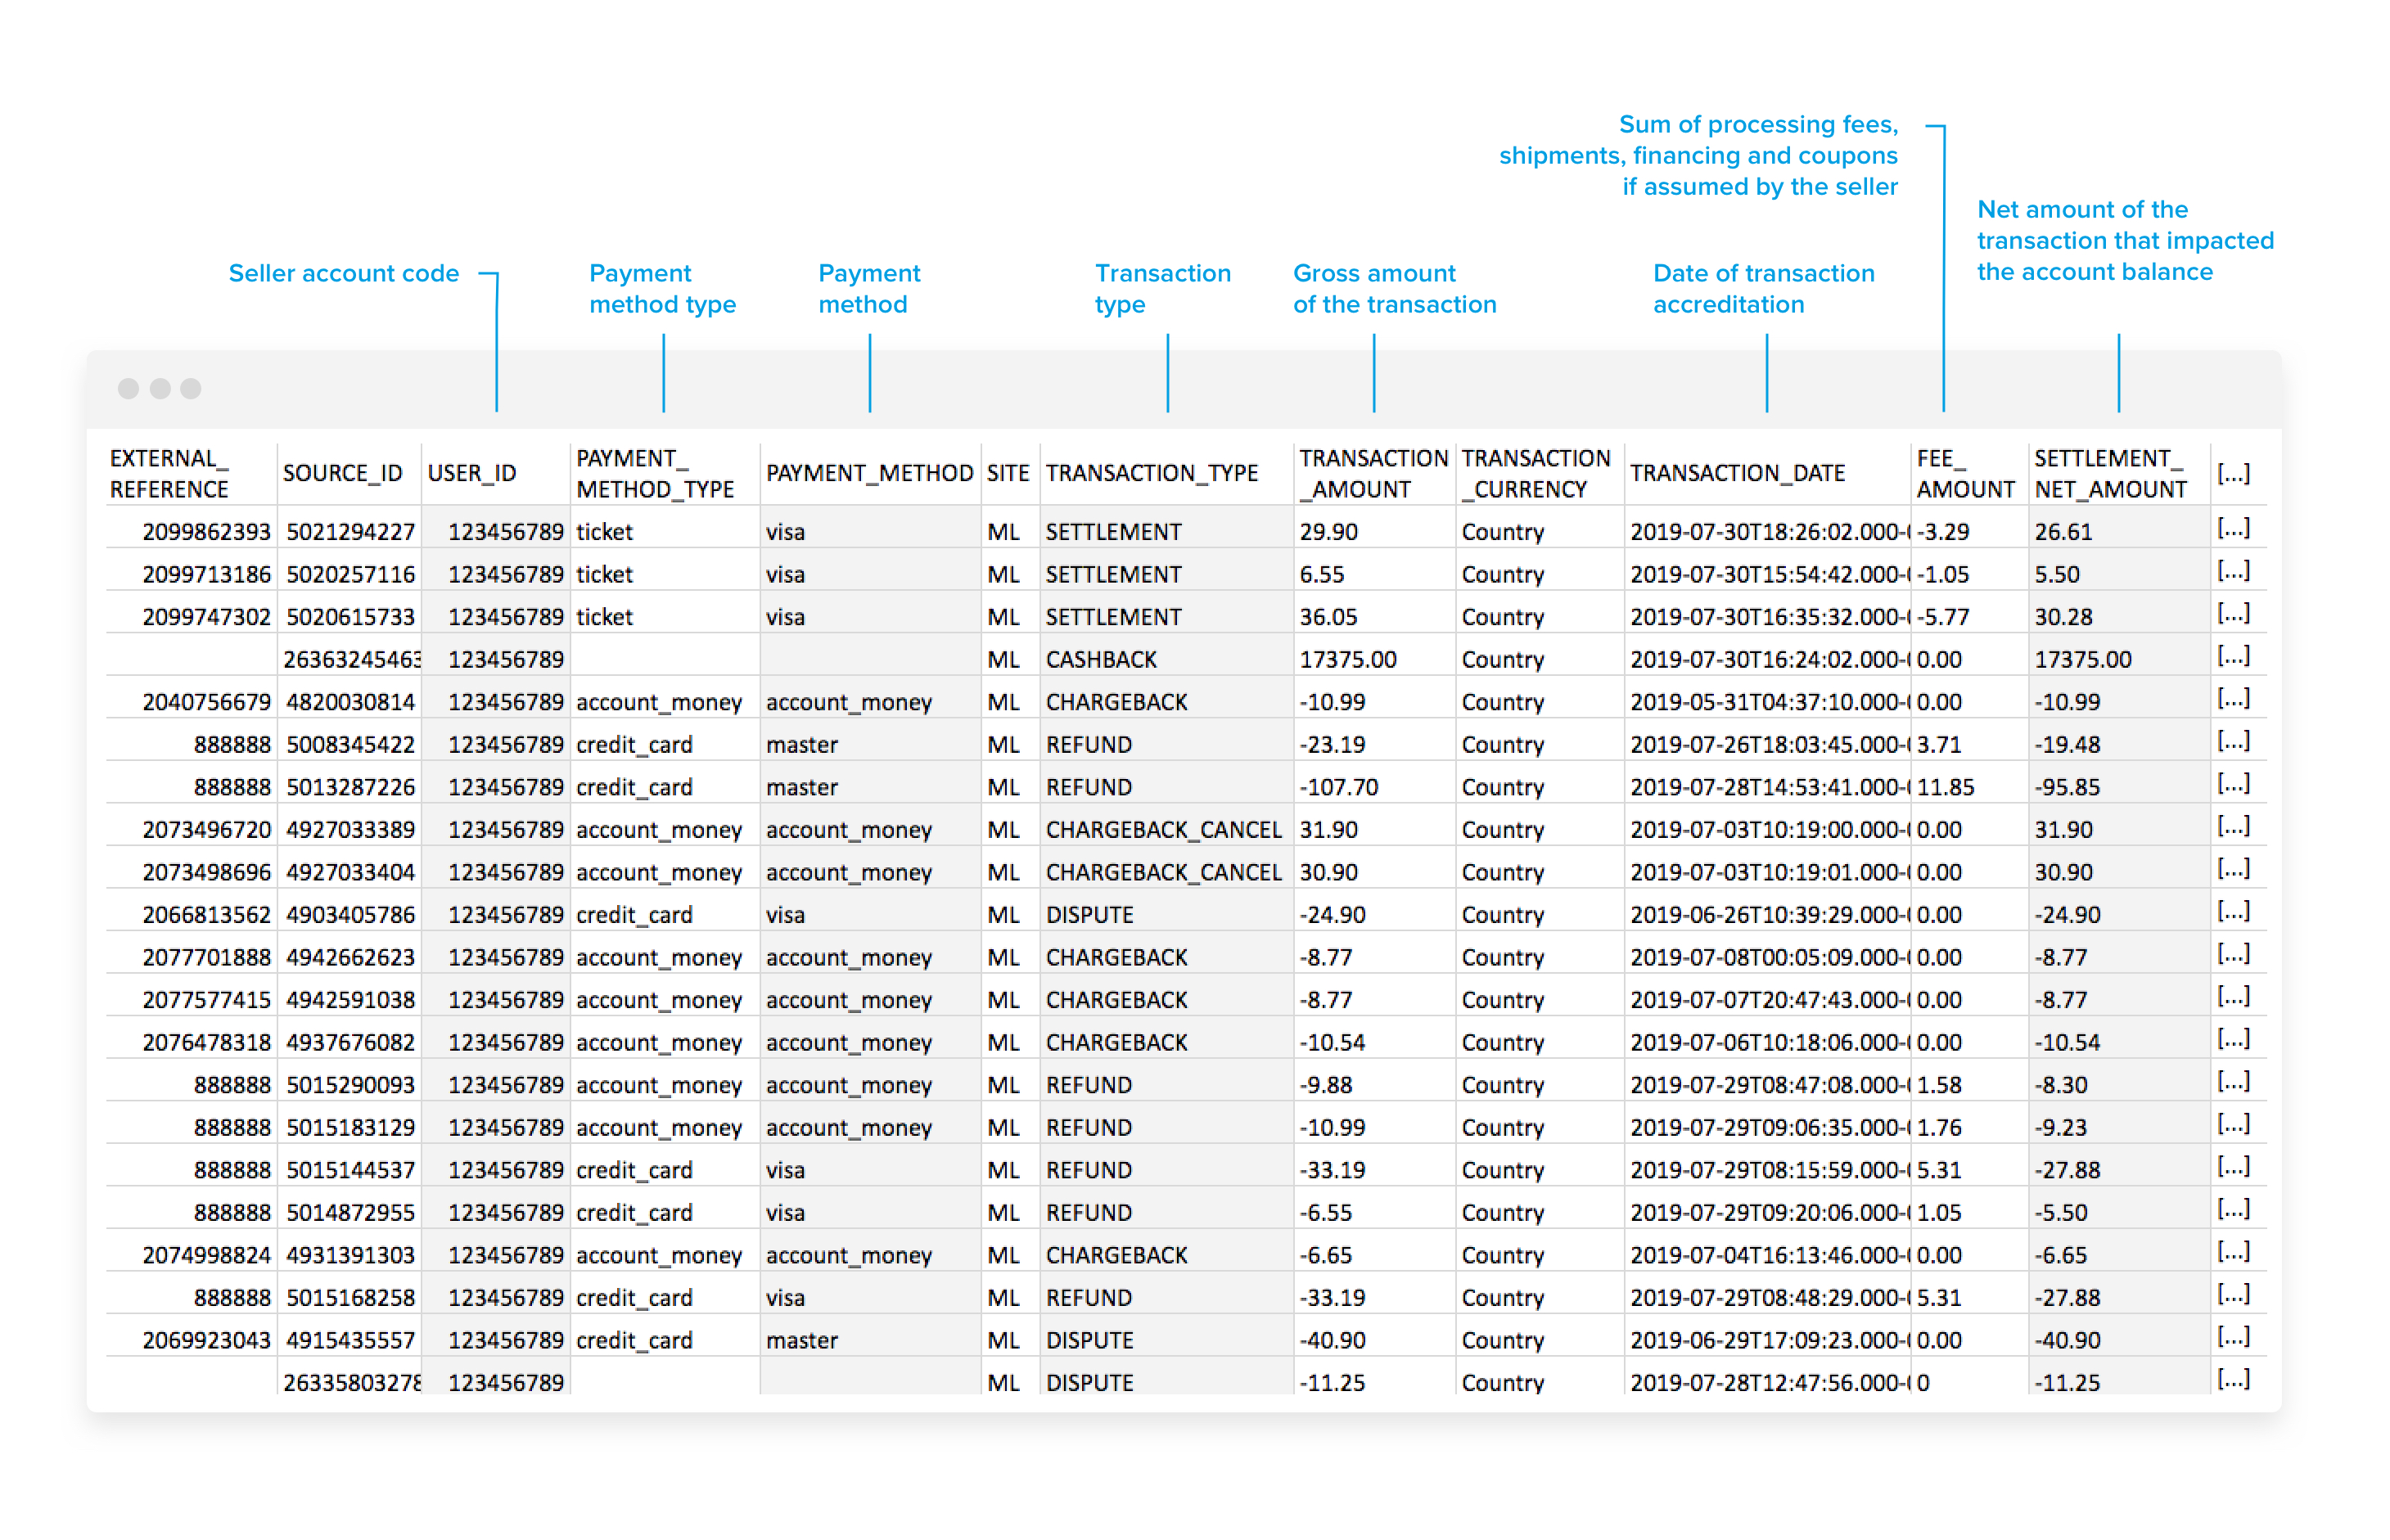 Sum of processing fees,
shipments, financing and coupons
if assumed by the seller
Net amount of the
transaction that impacted
the account balance
Seller account code
Payment
method type
Payment
method
Transaction
type
Gross amount
of the transaction
Date of transaction
accreditation
EXTERNAL_
REFERENCE SOURCE_ID USER_ID PAYMENT_
METHOD_TYPE PAYMENT_METHOD SITE TRANSACTION_TYPE TRANSACTION
_AMOUNT TRANSACTION
_CURRENCY TRANSACTION_DATE FEE_
AMOUNT SETTLEMENT_
NET_AMOUNT [...]
2099862393 5021294227 123456789 ticket visa ML SETTLEMENT 29.90 Country 2019-07-30T18:26:02.000-( -3.29 26.61 [...]
2099713186 5020257116 123456789 ticket visa ML SETTLEMENT 6.55 Country 2019-07-30T15:54:42.000-( -1.05 5.50 [...]
2099747302 5020615733 123456789 ticket visa ML SETTLEMENT 36.05 Country 2019-07-30T16:35:32.000-( -5.77 30.28 [...]
26363245463 123456789 ML CASHBACK 17375.00 Country 2019-07-30T16:24:02.000-( 0.00 17375.00 [...]
2040756679 4820030814 123456789 account_money account_money ML CHARGEBACK -10.99 Country 2019-05-31T04:37:10.000-( 0.00 -10.99 [...]
888888 5008345422 123456789 credit_card master ML REFUND -23.19 Country 2019-07-26T18:03:45.000-( 3.71 -19.48 [...]
888888 5013287226 123456789 credit_card master ML REFUND -107.70 Country 2019-07-28T14:53:41.000-( 11.85 -95.85 [...]
2073496720 4927033389 123456789 account_money account_money ML CHARGEBACK_CANCEL 31.90 Country 2019-07-03T10:19:00.000-( 0.00 31.90 [...]
2073498696 4927033404 123456789 account_money account_money ML CHARGEBACK_CANCEL 30.90 Country 2019-07-03T10:19:01.000-( 0.00 30.90 [...]
2066813562 4903405786 123456789 credit_card visa ML DISPUTE -24.90 Country 2019-06-26T10:39:29.000-( 0.00 -24.90 [...]
2077701888 4942662623 123456789 account_money account_money ML CHARGEBACK -8.77 Country 2019-07-08T00:05:09.000-( 0.00 -8.77 [...]
2077577415 4942591038 123456789 account_money account_money ML CHARGEBACK -8.77 Country 2019-07-07T20:47:43.000-( 0.00 -8.77 [...]
2076478318 4937676082 123456789 account_money account_money ML CHARGEBACK -10.54 Country 2019-07-06T10:18:06.000-( 0.00 -10.54 [...]
888888 5015290093 123456789 account_money account_money ML REFUND -9.88 Country 2019-07-29T08:47:08.000-( 1.58 -8.30 [...]
888888 5015183129 123456789 account_money account_money ML REFUND -10.99 Country 2019-07-29T09:06:35.000-( 1.76 -9.23 [...]
888888 5015144537 123456789 credit_card visa ML REFUND -33.19 Country 2019-07-29T08:15:59.000-( 5.31 -27.88 [...]
888888 5014872955 123456789 credit_card visa ML REFUND -6.55 Country 2019-07-29T09:20:06.000-( 1.05 -5.50 [...]
2074998824 4931391303 123456789 account_money account_money ML CHARGEBACK -6.65 Country 2019-07-04T16:13:46.000-( 0.00 -6.65 [...]
888888 5015168258 123456789 credit_card visa ML REFUND -33.19 Country 2019-07-29T08:48:29.000-( 5.31 -27.88 [...]
2069923043 4915435557 123456789 credit_card master ML DISPUTE -40.90 Country 2019-06-29T17:09:23.000-( 0.00 -40.90 [...]
26335803278 123456789 ML DISPUTE -11.25 Country 2019-07-28T12:47:56.000-( 0 -11.25 [...]